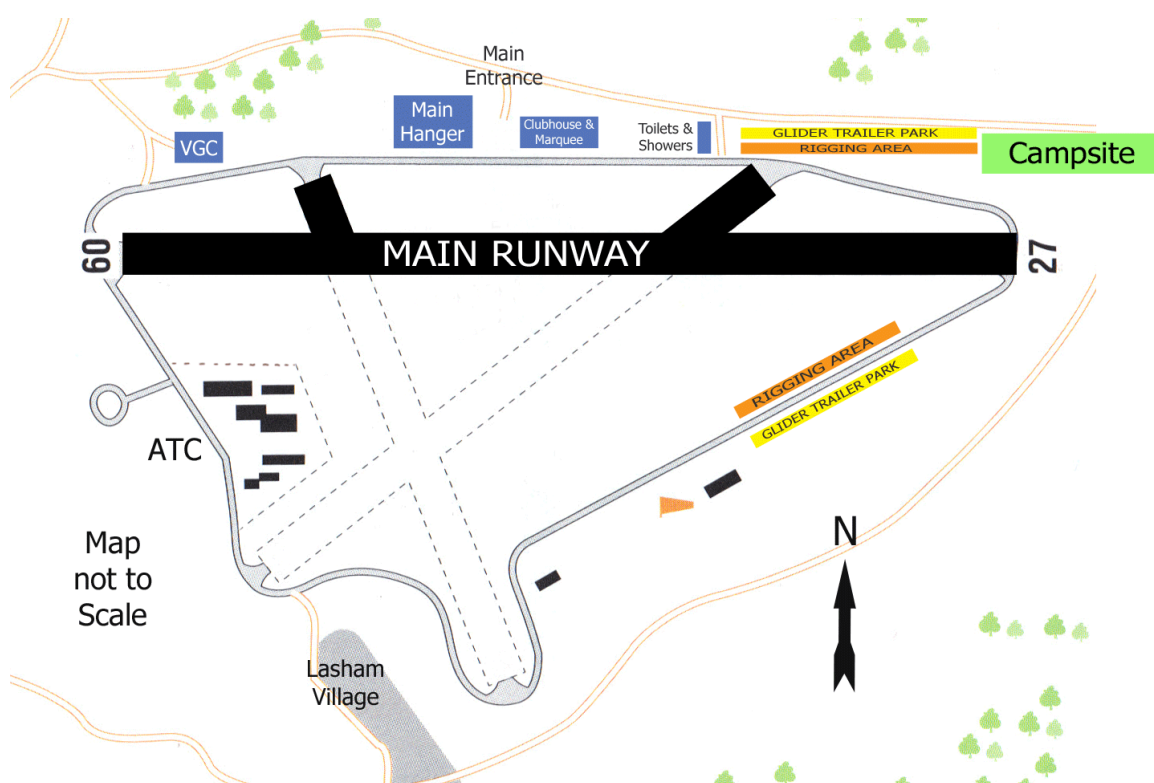 Main
Entrance
Main
Hanger
Clubhouse &
Marquee
Toilets &
Showers
GLIDER TRAILER PARK
RIGGING AREA
Campsite
VGC
09
MAIN RUNWAY
27
RIGGING AREA
GLIDER TRAILER PARK
ATC
Map
not to
Scale
N
Lasham
Village